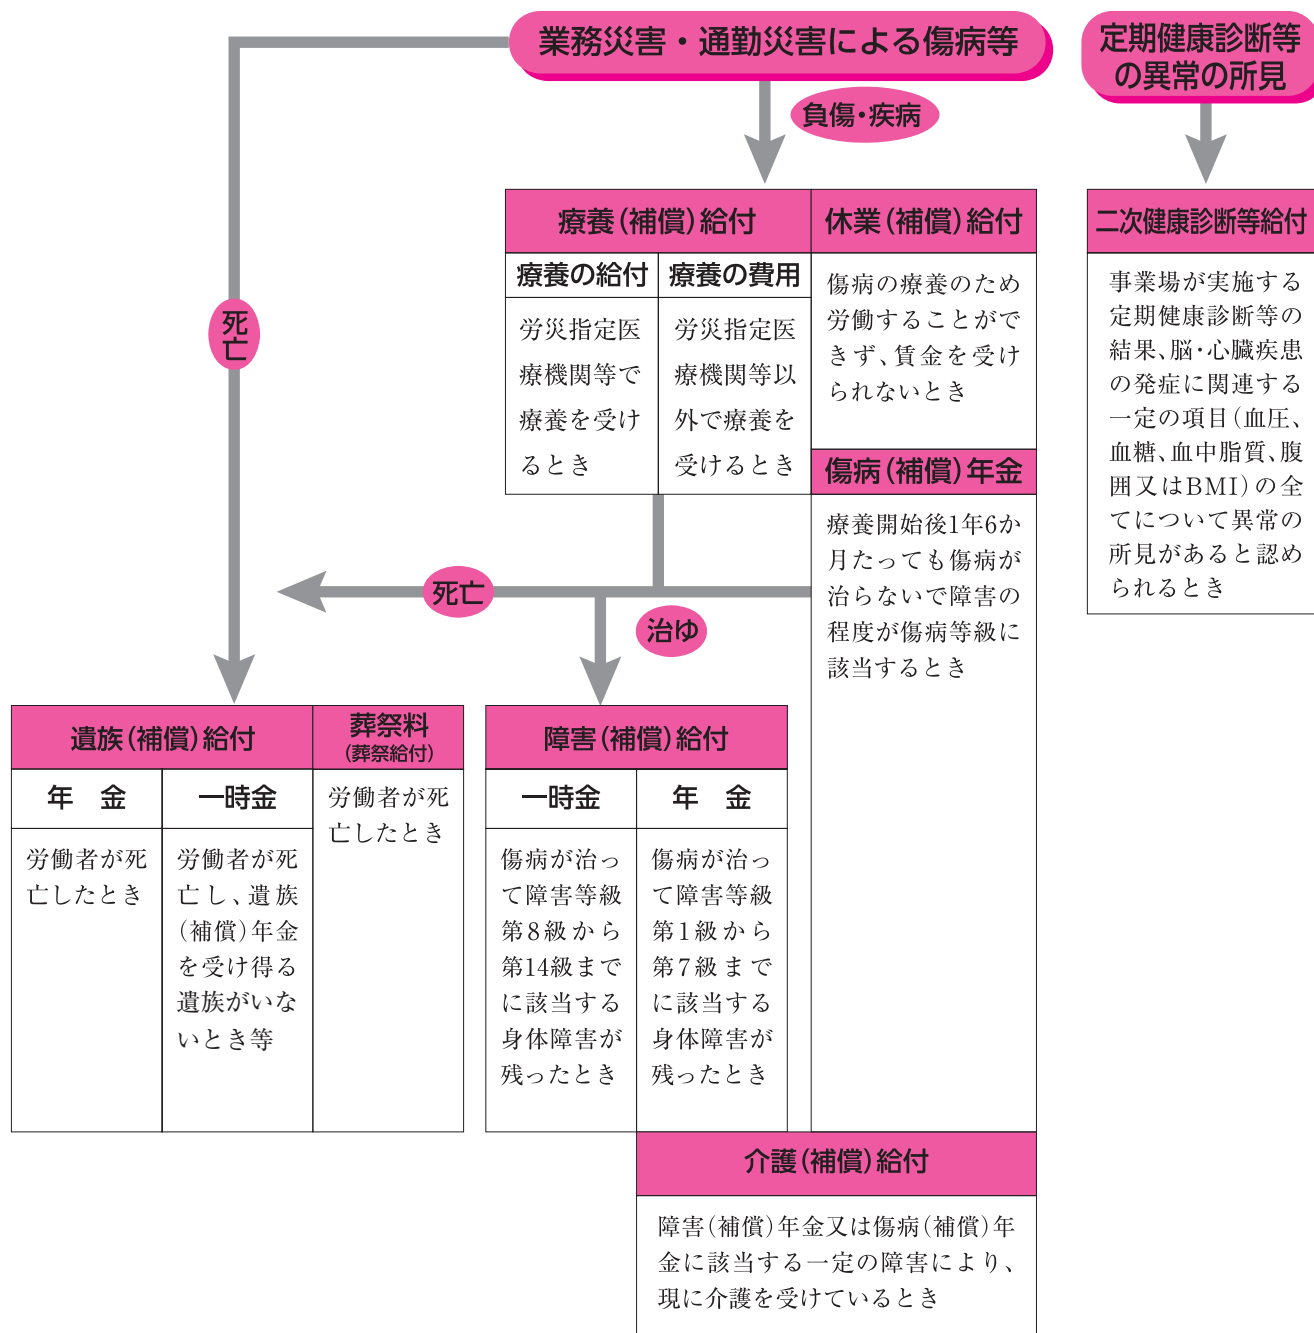 業務災害・通勤災害による傷病等
定期健康診断等
の異常の所見
負傷・疾病
療養(補償)給付
療養の給付
労災指定医
療機関等で
療養を受け
るとき
療養の費用
労災指定医
療機関等以
外で療養を
受けるとき
休業(補償)給付
傷病の療養のため
労働することがで
きず、賃金を受け
られないとき
傷病(補償)年金
療養開始後1年6か
月たっても傷病が
治らないで障害の
程度が傷病等級に
該当するとき
二次健康診断等給付
事業場が実施する
定期健康診断等の
結果、脳・心臓疾患
の発症に関連する
一定の項目(血圧、
血糖、血中脂質、腹
囲又はBMI)の全
てについて異常の
所見があると認め
られるとき
死亡
死亡
治ゆ
遺族(補償)給付
年 金
労働者が死
亡したとき
一時金
労働者が死
亡し、遺族
(補償)年金
を受け得る
遺族がいな
いとき等
葬祭料
(葬祭給付)
労働者が死
亡したとき
障害(補償)給付
一時金
傷病が治っ
て障害等級
第8級から
第14級まで
に該当する
身体障害が
残ったとき
年 金
傷病が治っ
て障害等級
第1級から
第7級まで
に該当する
身体障害が
残ったとき
介護(補償)給付
障害(補償)年金又は傷病(補償)年
金に該当する一定の障害により、
現に介護を受けているとき